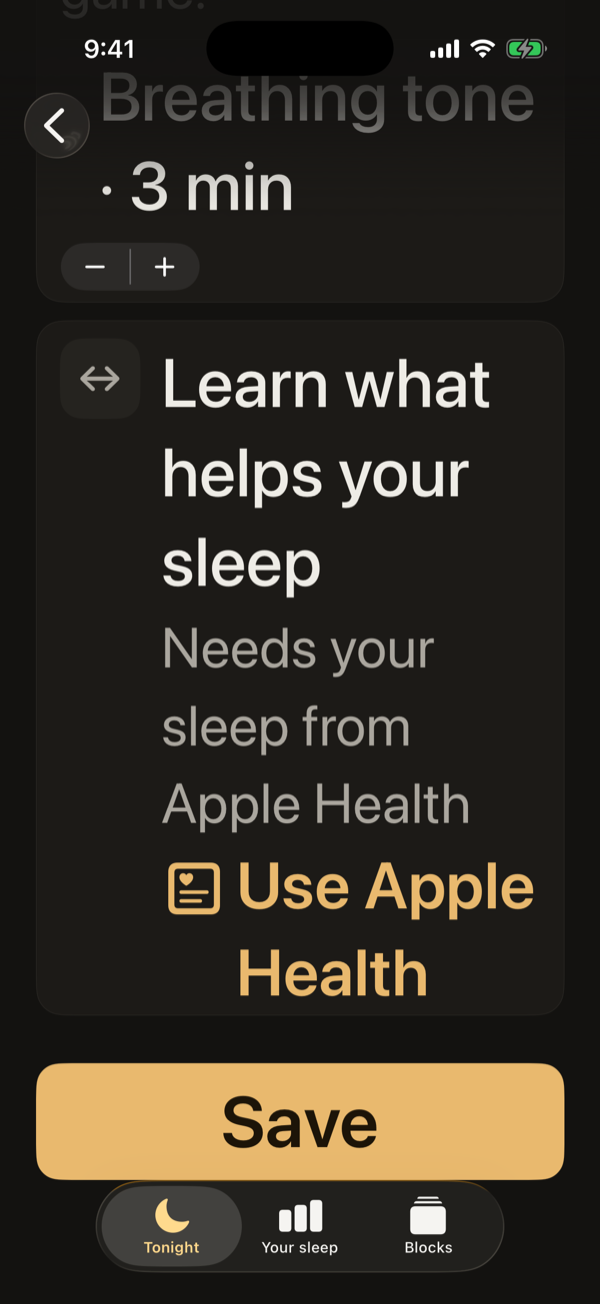 game.
9:41
Breathing tone
· 3 min
− +
Learn what
helps your
sleep
Needs your
sleep from
Apple Health
Use Apple
Health
Save
Tonight
Your sleep
Blocks